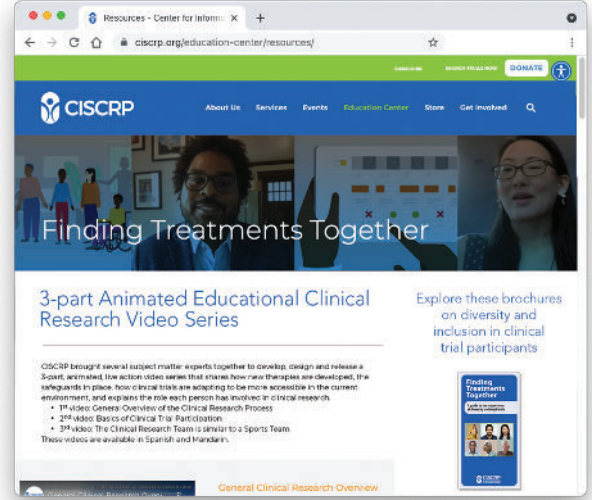 Resources - Center for Informa
ciscrp.org/education-center/resources/
SEARCH TRIALS NOW
DONATE
CISCRP
About Us Services Events Education Center Store Get Involved
Finding Treatments Together
3-part Animated Educational Clinical
Research Video Series
CISCRP brought several subject matter experts together to develop, design and release a
3-part, animated, live action video series that shares how new therapies are developed, the
safeguards in place, how clinical trials are adapting to be more accessible in the current
environment, and explains the role each person has involved in clinical research.
• 1st video: General Overview of the Clinical Research Process
• 2nd video: Basics of Clinical Trial Participation
• 3rd video: The Clinical Research Team is similar to a Sports Team
These videos are available in Spanish and Mandarin.
General Clinical Research Overview
Explore these brochures
on diversity and
inclusion in clinical
trial participants
Finding
Treatments
Together
CISCRP